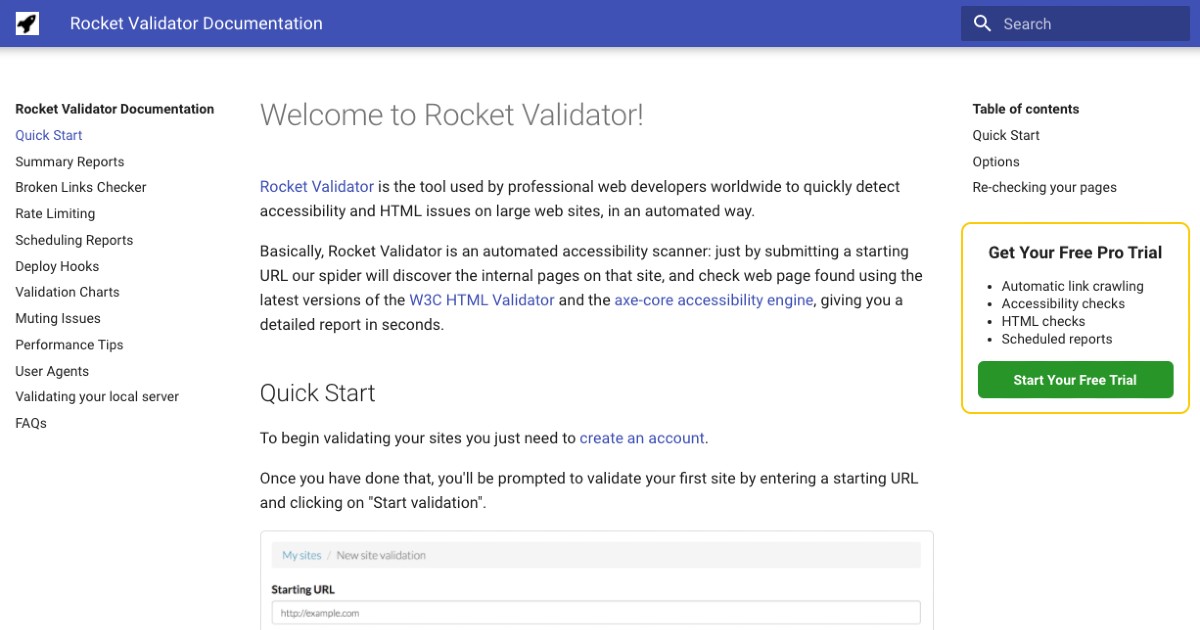 Rocket Validator Documentation
Search
Rocket Validator Documentation
Quick Start
Summary Reports
Broken Links Checker
Rate Limiting
Scheduling Reports
Deploy Hooks
Validation Charts
Muting Issues
Performance Tips
User Agents
Validating your local server
FAQs
Welcome to Rocket Validator!
Rocket Validator is the tool used by professional web developers worldwide to quickly detect
accessibility and HTML issues on large web sites, in an automated way.
Basically, Rocket Validator is an automated accessibility scanner: just by submitting a starting
URL our spider will discover the internal pages on that site, and check web page found using the
latest versions of the W3C HTML Validator and the axe-core accessibility engine, giving you a
detailed report in seconds.
Quick Start
To begin validating your sites you just need to create an account.
Once you have done that, you'll be prompted to validate your first site by entering a starting URL
and clicking on "Start validation".
My sites / New site validation
Starting URL
http://example.com
Table of contents
Quick Start
Options
Re-checking your pages
Get Your Free Pro Trial
• Automatic link crawling
• Accessibility checks
• HTML checks
• Scheduled reports
Start Your Free Trial